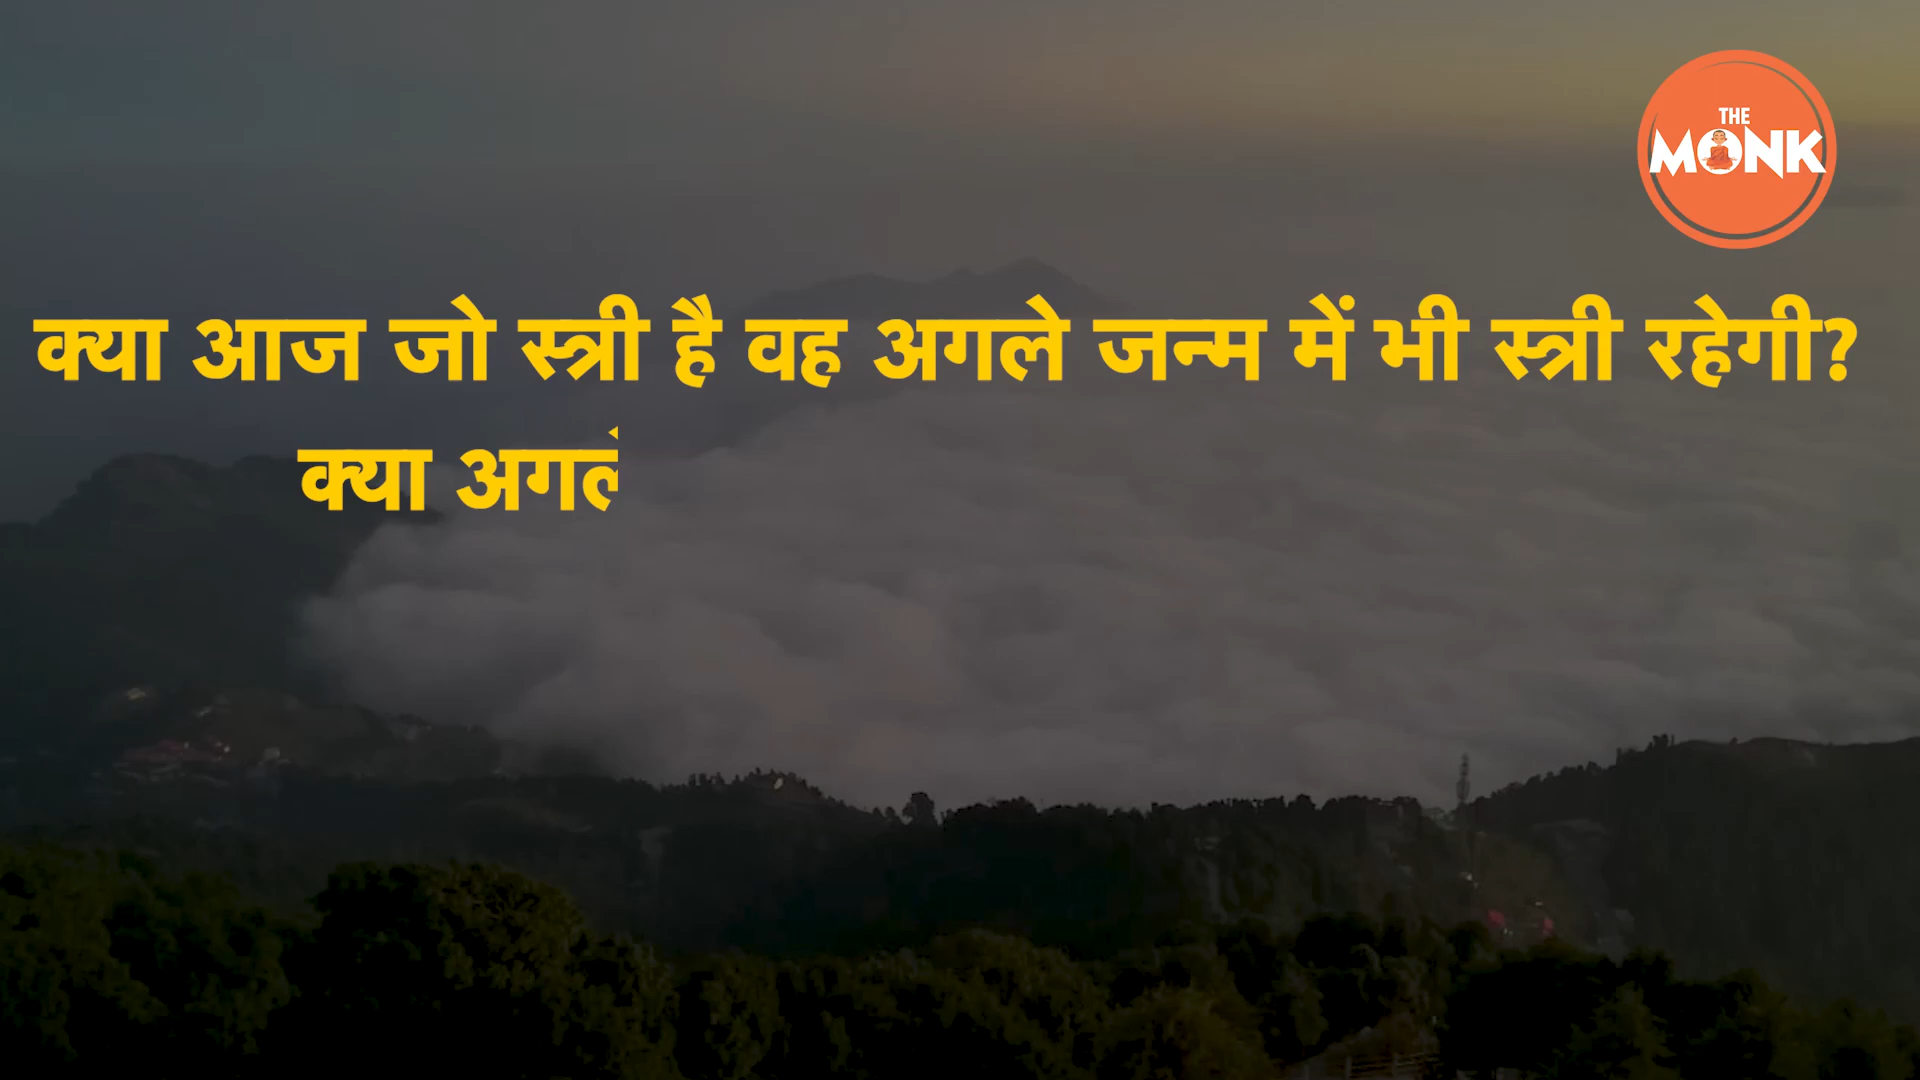 THE
MONK
क्या आज जो स्त्री है वह अगले जन्म में भी स्त्री रहेगी?
क्या